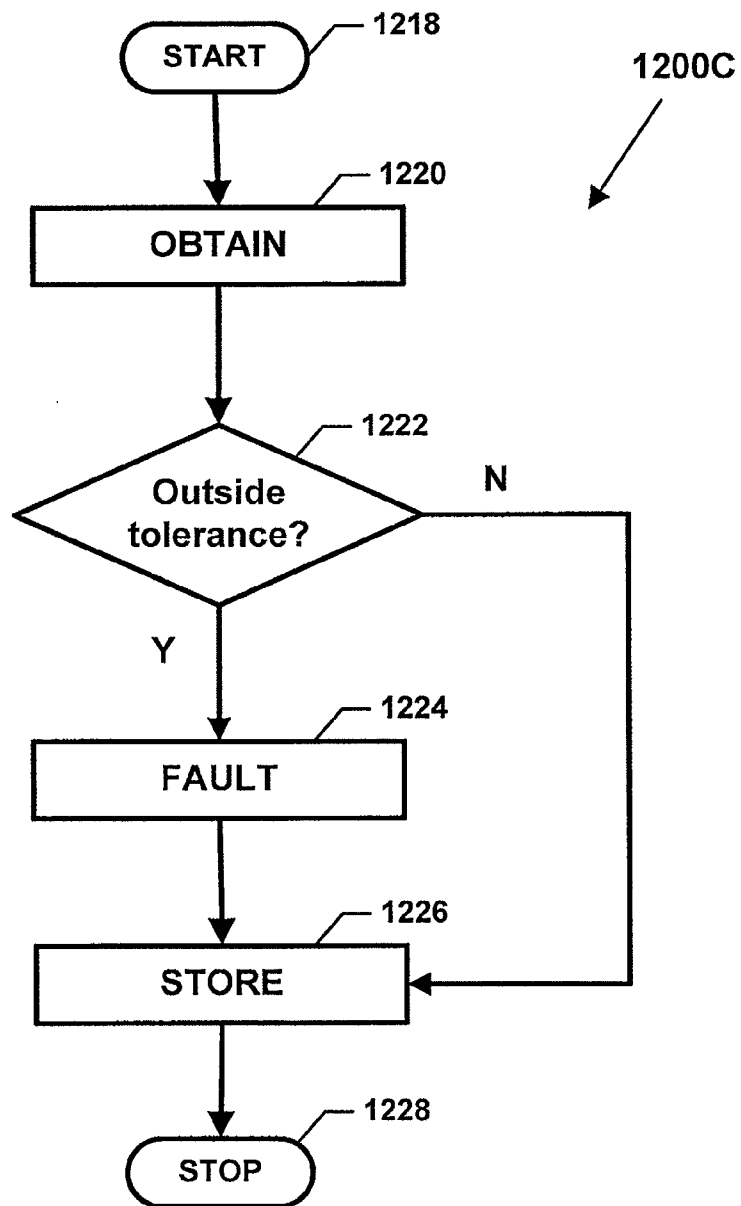 START
1218
1200C
1220
OBTAIN
1222
Outside
tolerance?
N
Y
1224
FAULT
1226
STORE
1228
STOP